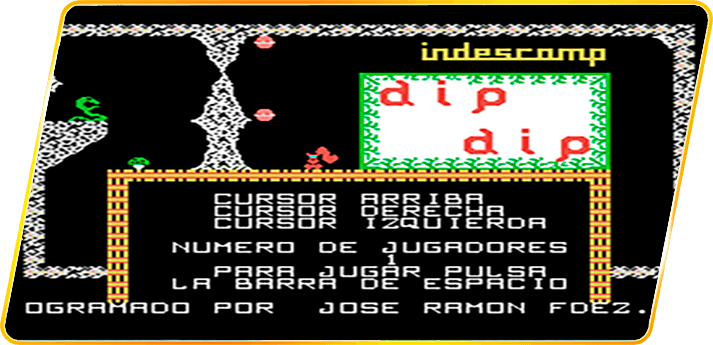 indescomp
dip
dip
CURSOR ARRIBA
CURSOR DERECHA
CURSOR IZQUIERDA
NUMERO DE JUGADORES
1
PARA JUGAR PULSA
LA BARRA DE ESPACIO
OGRAMADO POR JOSE RAMON FDEZ.